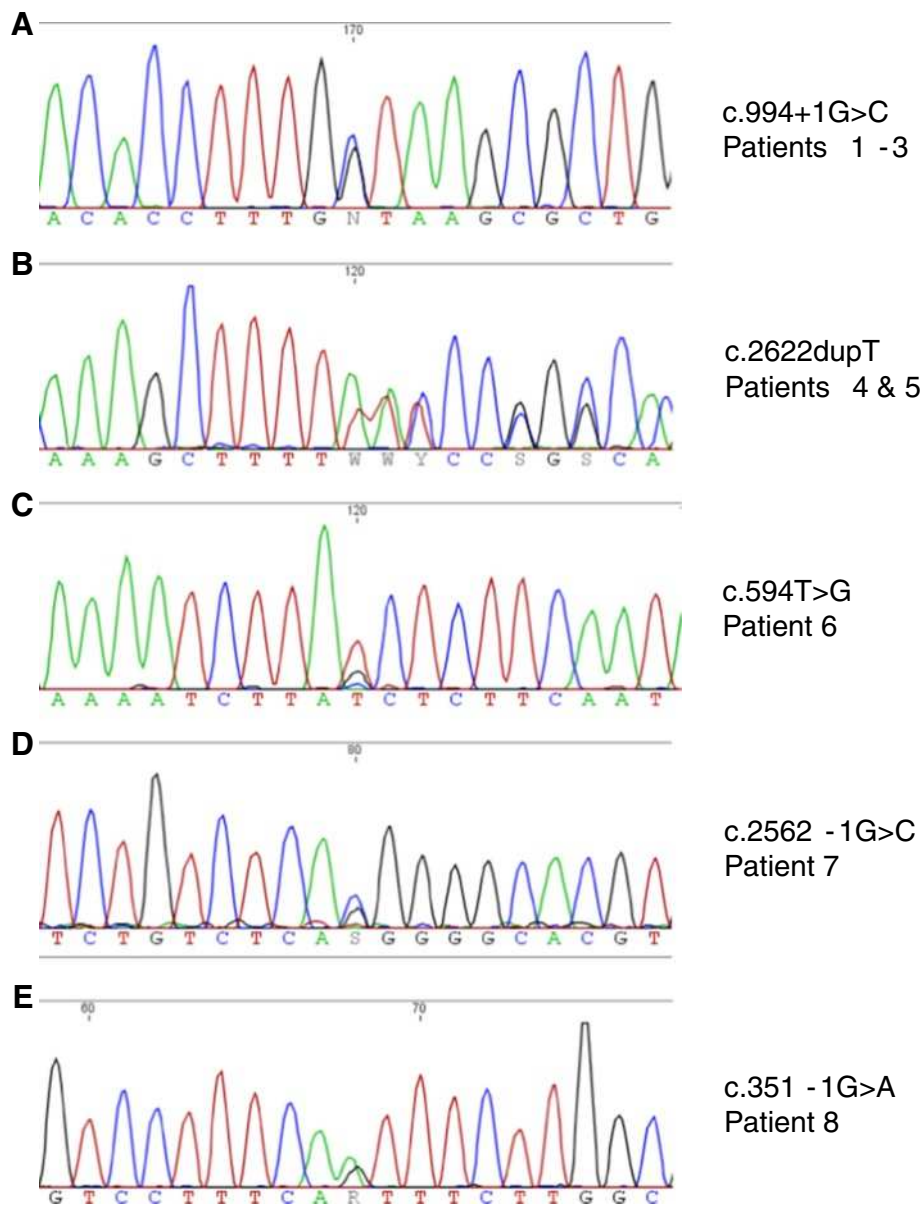 A
170
A C A C C T T T G N T A A G C G C T G
c.994+1G>C
Patients 1 -3
B
120
A A A G C T T T T W W Y C C S G S C A
c.2622dupT
Patients 4 & 5
C
120
A A A A T C T T A T C T C T T C A A T
c.594T>G
Patient 6
D
80
T C T G T C T C A S G G G G C A C G T
c.2562 -1G>C
Patient 7
E
60 70
G T C C T T T C A R T T T C T T G G C
c.351 -1G>A
Patient 8